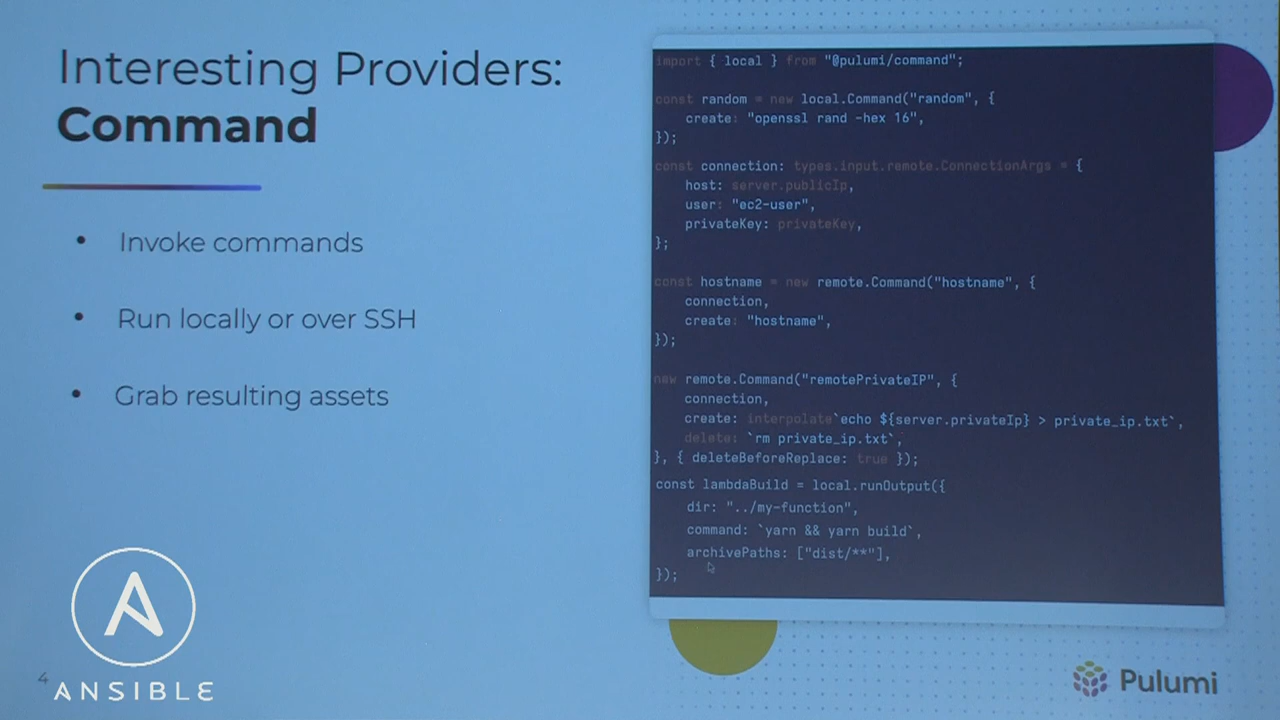 Interesting Providers:
Command
• Invoke commands
• Run locally or over SSH
• Grab resulting assets
import { local } from "@pulumi/command";
const random = new local.Command("random", {
create: "openssl rand -hex 16",
});
const connection: types.input.remote.ConnectionArgs = {
host: server.publicIp,
user: "ec2-user",
privateKey: privateKey,
};
const hostname = new remote.Command("hostname", {
connection,
create: "hostname",
});
new remote.Command("remotePrivateIP", {
connection,
create: interpolate`echo ${server.privateIp} > private_ip.txt`,
delete: `rm private_ip.txt`,
}, { deleteBeforeReplace: true });
const lambdaBuild = local.runOutput({
dir: "../my-function",
command: `yarn && yarn build`,
archivePaths: ["dist/**"],
});
4
ANSIBLE
Pulumi